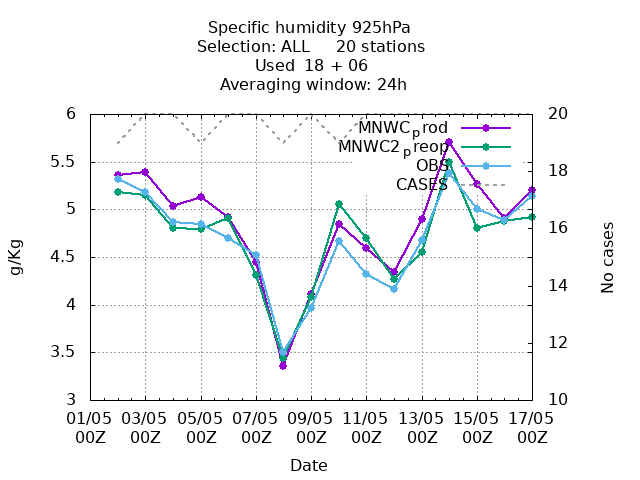 Specific humidity 925hPa
Selection: ALL 20 stations
Used 18 + 06
Averaging window: 24h
6
5.5
5
4.5
4
3.5
3
g/Kg
MNWC_prod
MNWC2_preop
OBS
CASES
20
18
16
14
12
10
No cases
01/05 03/05 05/05 07/05 09/05 11/05 13/05 15/05 17/05
00Z 00Z 00Z 00Z 00Z 00Z 00Z 00Z 00Z
Date